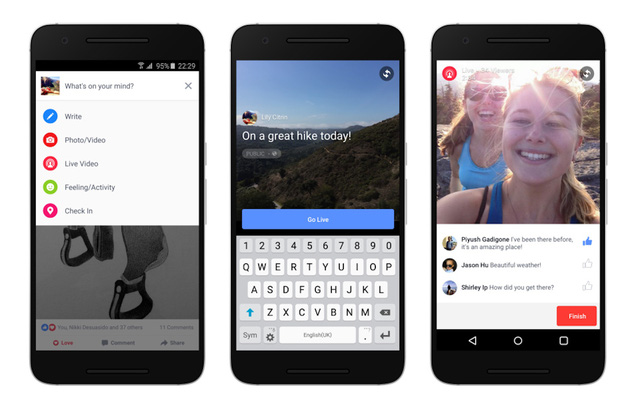 95% 22:29
What's on your mind?
Write
Photo/Video
Live Video
Feeling/Activity
Check In
You, Nikki and 37 others 11 Comments
Love Comment Share
Lily
On a great hike today!
PUBLIC
Go Live
1 2 3 4 5 6 7 8 9 0
Q W E R T Y U I O P
A S D F G H J K L
Z X C V B N M
Sym English(UK) .
Live Viewers
Piyush Gadigone I've been there before,
it's an amazing place!
Jason Hu Beautiful weather!
Shirley Ip How did you get there?
Finish